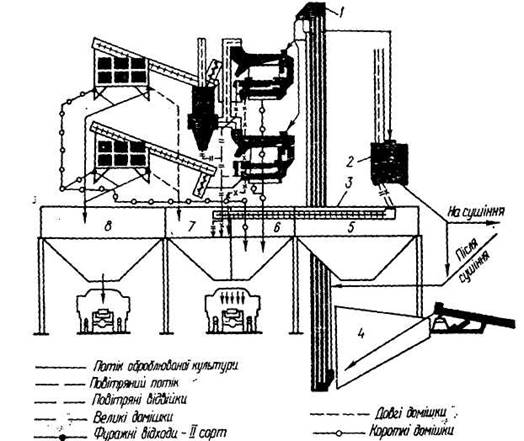 1
2
3
На сушіння
Після
сушіння
8
7
6
5
4
Потік оброблюваної культури
Повітряний потік
Повітряні відвійки
Великі домішки
Фуражні відходи - ІІ сорт
Довгі домішки
Короткі домішки